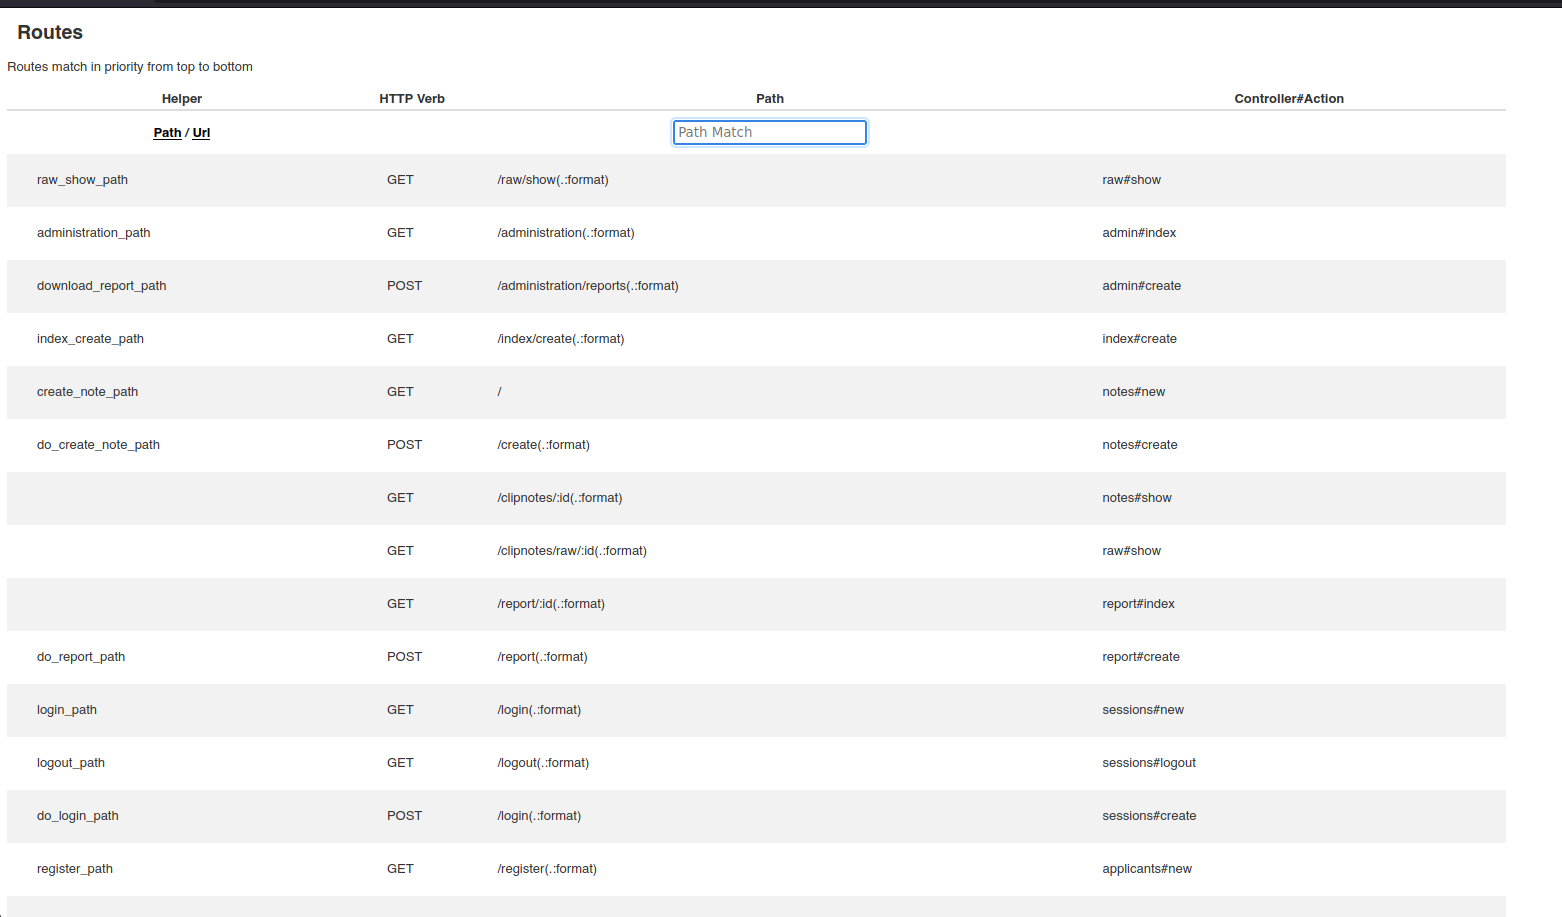 Routes
Routes match in priority from top to bottom
Helper HTTP Verb Path Controller#Action
Path / Url Path Match
raw_show_path GET /raw/show(.:format) raw#show
administration_path GET /administration(.:format) admin#index
download_report_path POST /administration/reports(.:format) admin#create
index_create_path GET /index/create(.:format) index#create
create_note_path GET / notes#new
do_create_note_path POST /create(.:format) notes#create
GET /clipnotes/:id(.:format) notes#show
GET /clipnotes/raw/:id(.:format) raw#show
GET /report/:id(.:format) report#index
do_report_path POST /report(.:format) report#create
login_path GET /login(.:format) sessions#new
logout_path GET /logout(.:format) sessions#logout
do_login_path POST /login(.:format) sessions#create
register_path GET /register(.:format) applicants#new